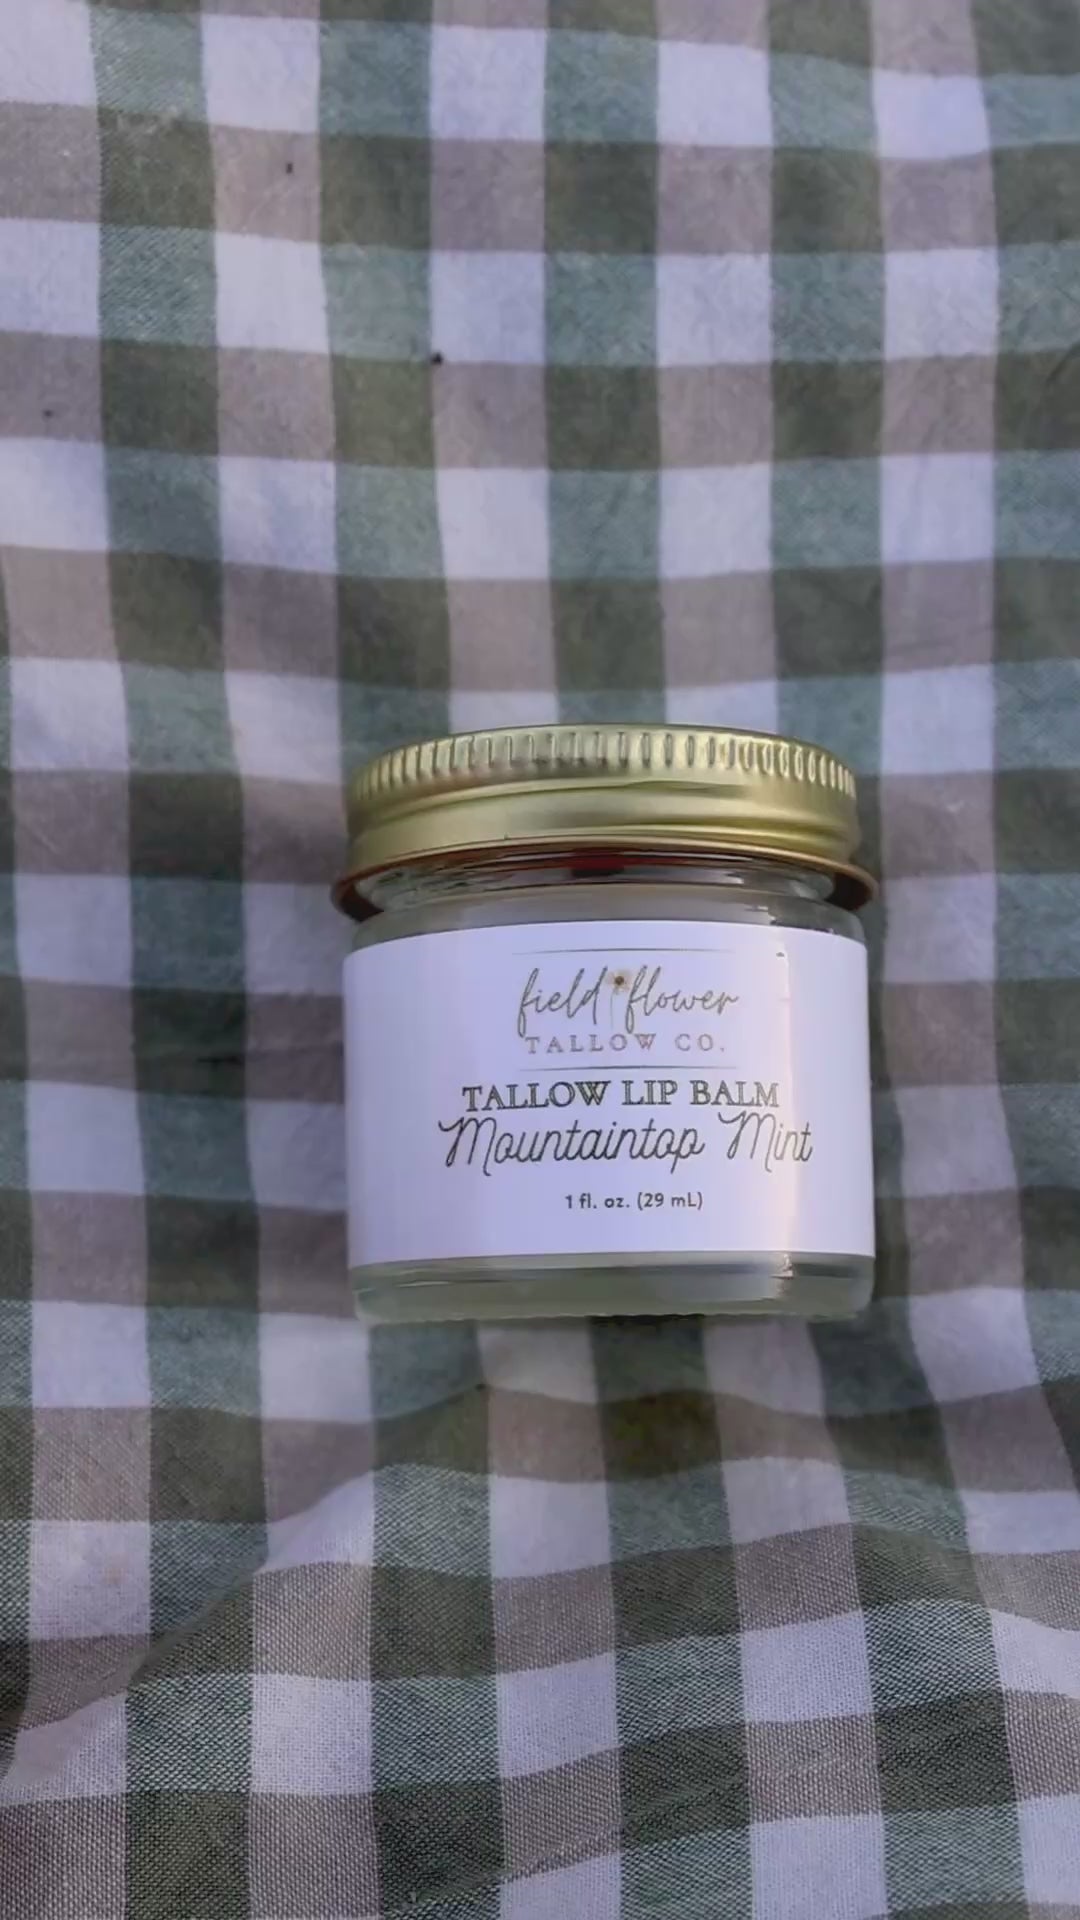 field flower
TALLOW CO.
TALLOW LIP BALM
Mountaintop Mint
1 fl. oz. (29 mL)